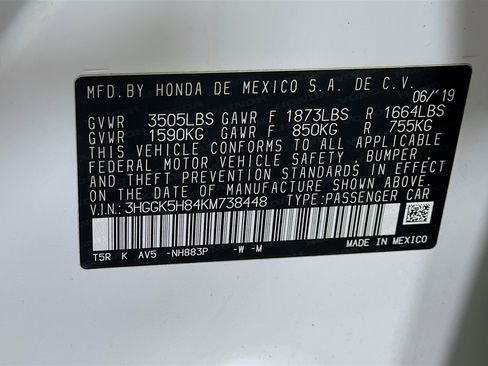 MFD. BY HONDA DE MEXICO S.A. DE C.V.
06/'19
GVWR 3505LBS GAWR F 1873LBS R 1664LBS
GVWR 1590KG GAWR F 850KG R 755KG
THIS VEHICLE CONFORMS TO ALL APPLICABLE
FEDERAL MOTOR VEHICLE SAFETY, BUMPER,
AND THEFT PREVENTION STANDARDS IN EFFECT
ON THE DATE OF MANUFACTURE SHOWN ABOVE.
V.I.N.: 3HGGK5H84KM738448 TYPE:PASSENGER CAR
T5R K AV5 -NH883P -W -M MADE IN MEXICO